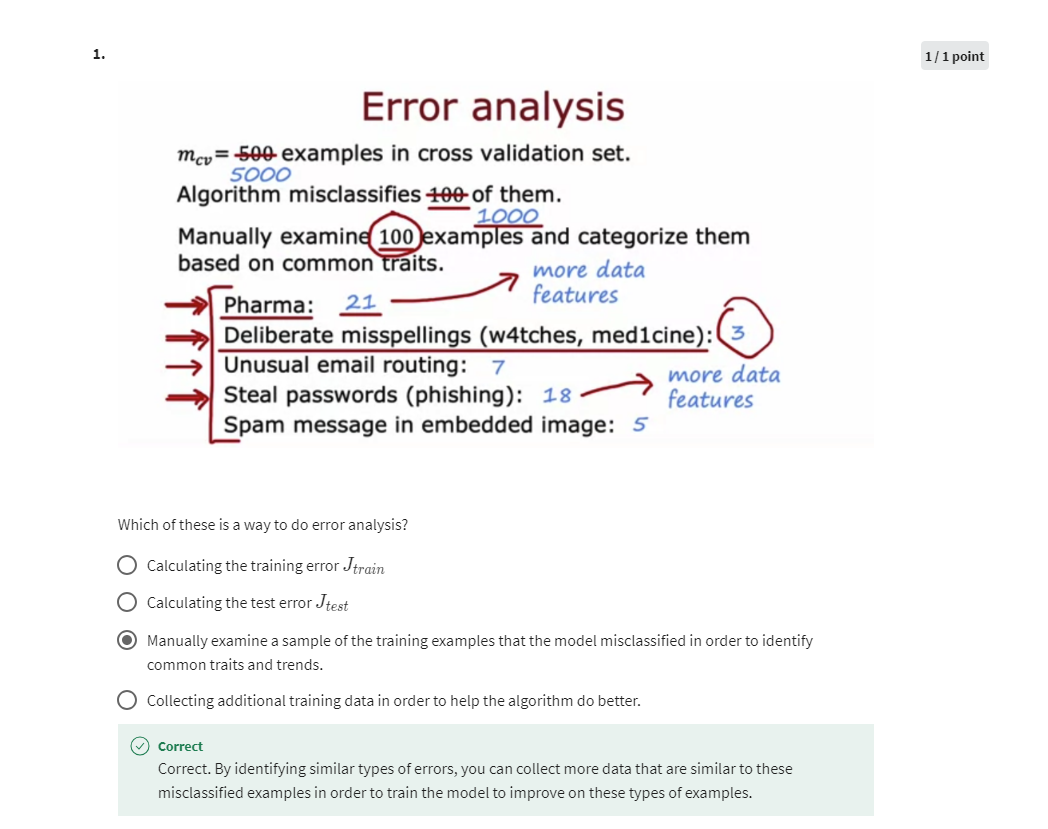 1.
1 / 1 point
Error analysis
mcv = 500 examples in cross validation set.
5000
Algorithm misclassifies 100 of them.
1000
Manually examine 100 examples and categorize them
based on common traits.
more data
features
Pharma: 21
Deliberate misspellings (w4tches, med1cine): 3
Unusual email routing: 7
more data
features
Steal passwords (phishing): 18
Spam message in embedded image: 5
Which of these is a way to do error analysis?
Calculating the training error Jtrain
Calculating the test error Jtest
Manually examine a sample of the training examples that the model misclassified in order to identify
common traits and trends.
Collecting additional training data in order to help the algorithm do better.
Correct
Correct. By identifying similar types of errors, you can collect more data that are similar to these
misclassified examples in order to train the model to improve on these types of examples.